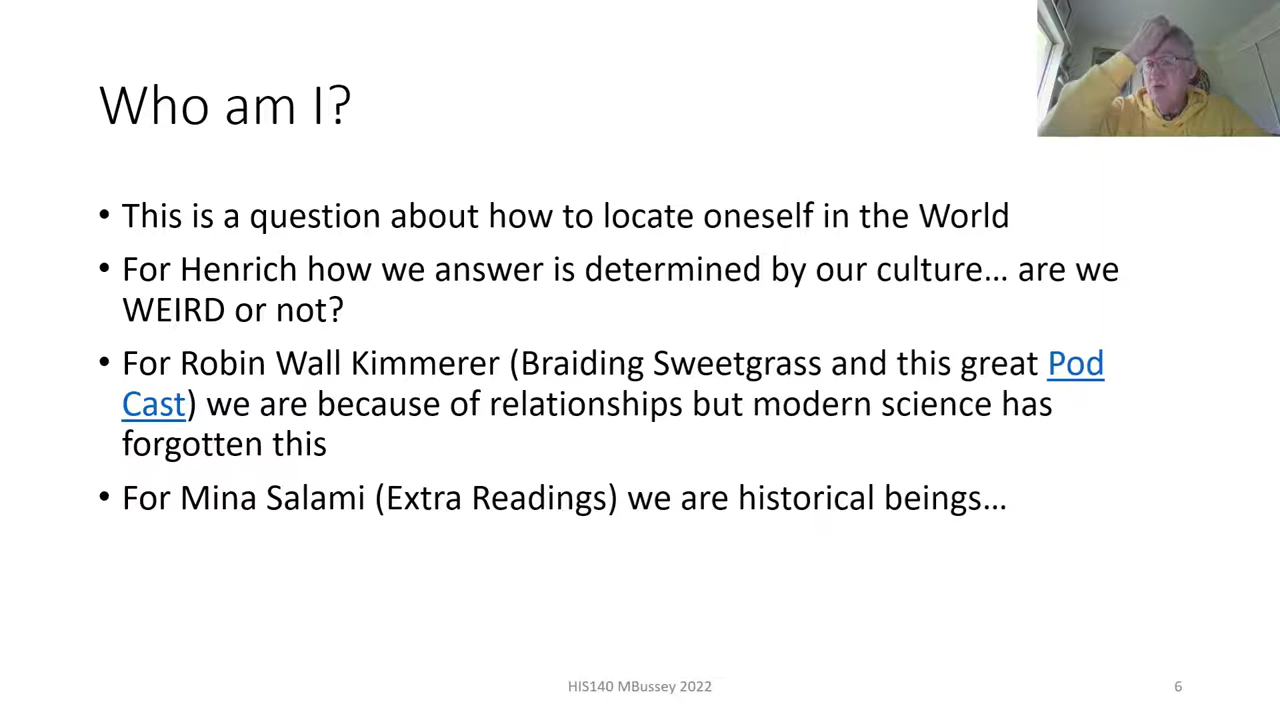 Who am I?
• This is a question about how to locate oneself in the World
• For Henrich how we answer is determined by our culture… are we
WEIRD or not?
• For Robin Wall Kimmerer (Braiding Sweetgrass and this great Pod
Cast) we are because of relationships but modern science has
forgotten this
• For Mina Salami (Extra Readings) we are historical beings…
HIS140 MBussey 2022
6